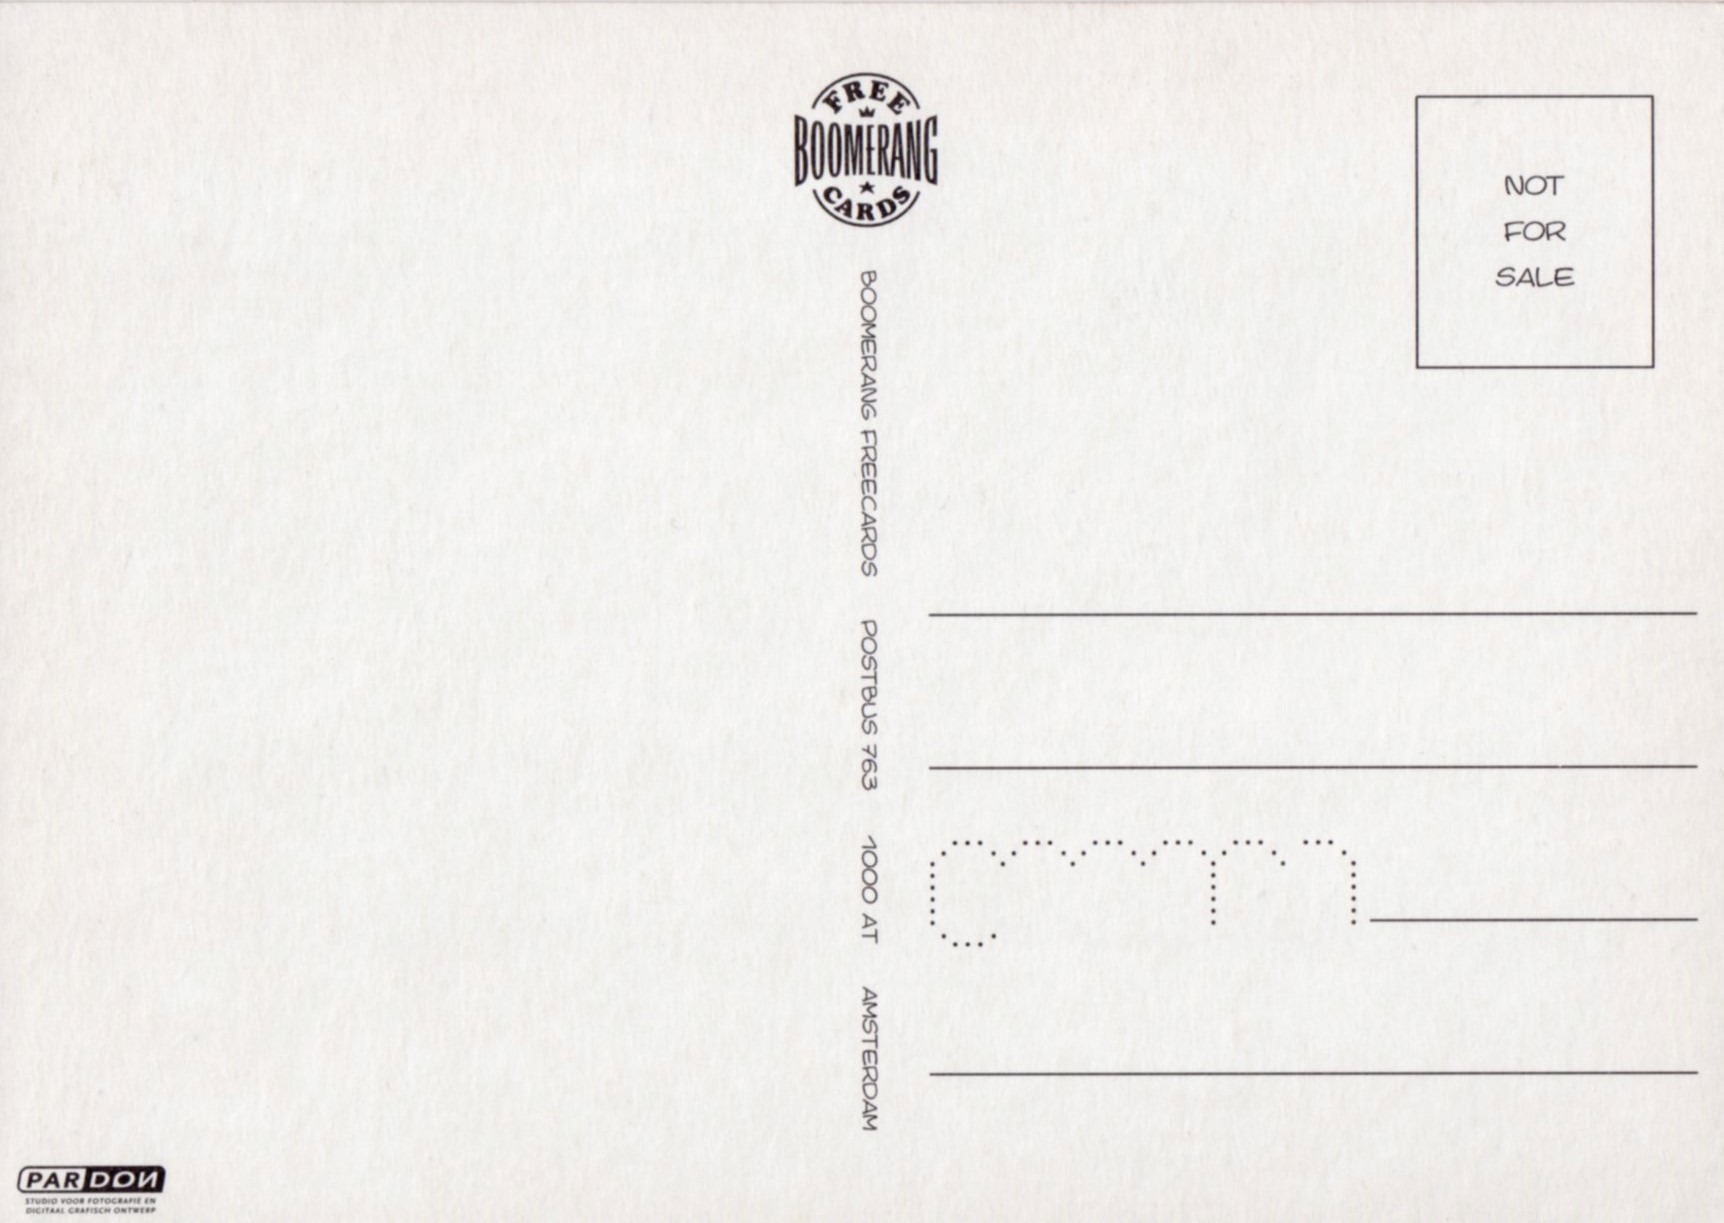 FREE
BOOMERANG
CARDS
NOT
FOR
SALE
BOOMERANG FREECARDS POSTBUS 763 1000 AT AMSTERDAM
PARDON
STUDIO VOOR FOTOGRAFIE EN
DIGITAAL GRAFISCH ONTWERP